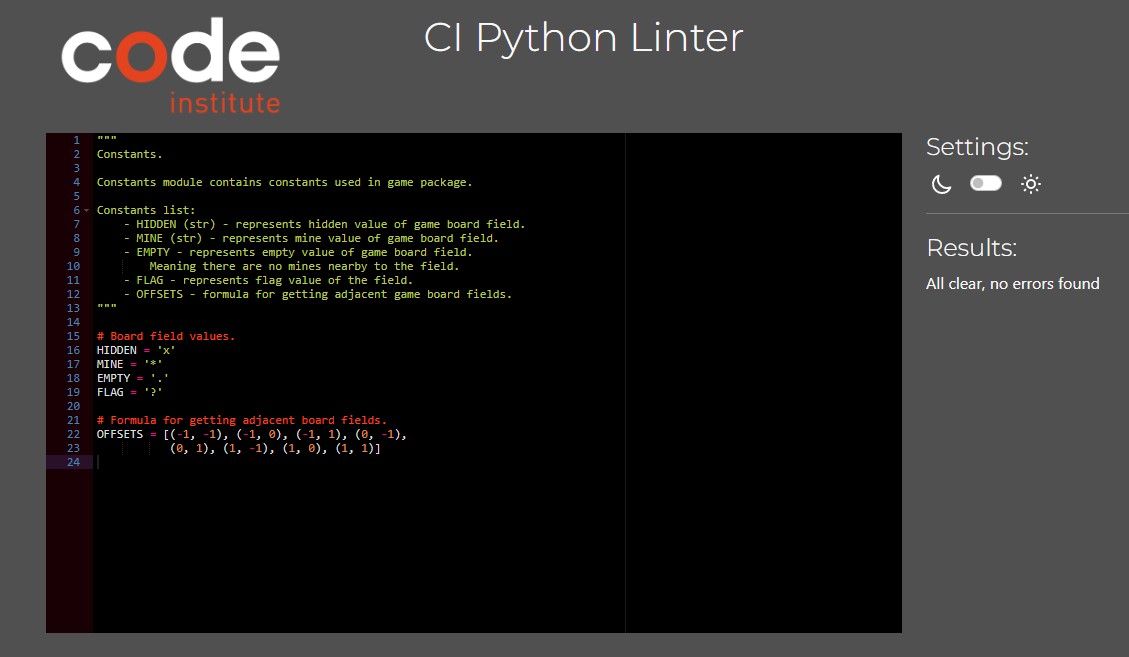 code
institute
CI Python Linter
1 """
2 Constants.
3
4 Constants module contains constants used in game package.
5
6 Constants list:
7     - HIDDEN (str) - represents hidden value of game board field.
8     - MINE (str) - represents mine value of game board field.
9     - EMPTY - represents empty value of game board field.
10         Meaning there are no mines nearby to the field.
11     - FLAG - represents flag value of the field.
12     - OFFSETS - formula for getting adjacent game board fields.
13 """
14
15 # Board field values.
16 HIDDEN = 'x'
17 MINE = '*'
18 EMPTY = '.'
19 FLAG = '?'
20
21 # Formula for getting adjacent board fields.
22 OFFSETS = [(-1, -1), (-1, 0), (-1, 1), (0, -1),
23            (0, 1), (1, -1), (1, 0), (1, 1)]
24
Settings:
Results:
All clear, no errors found